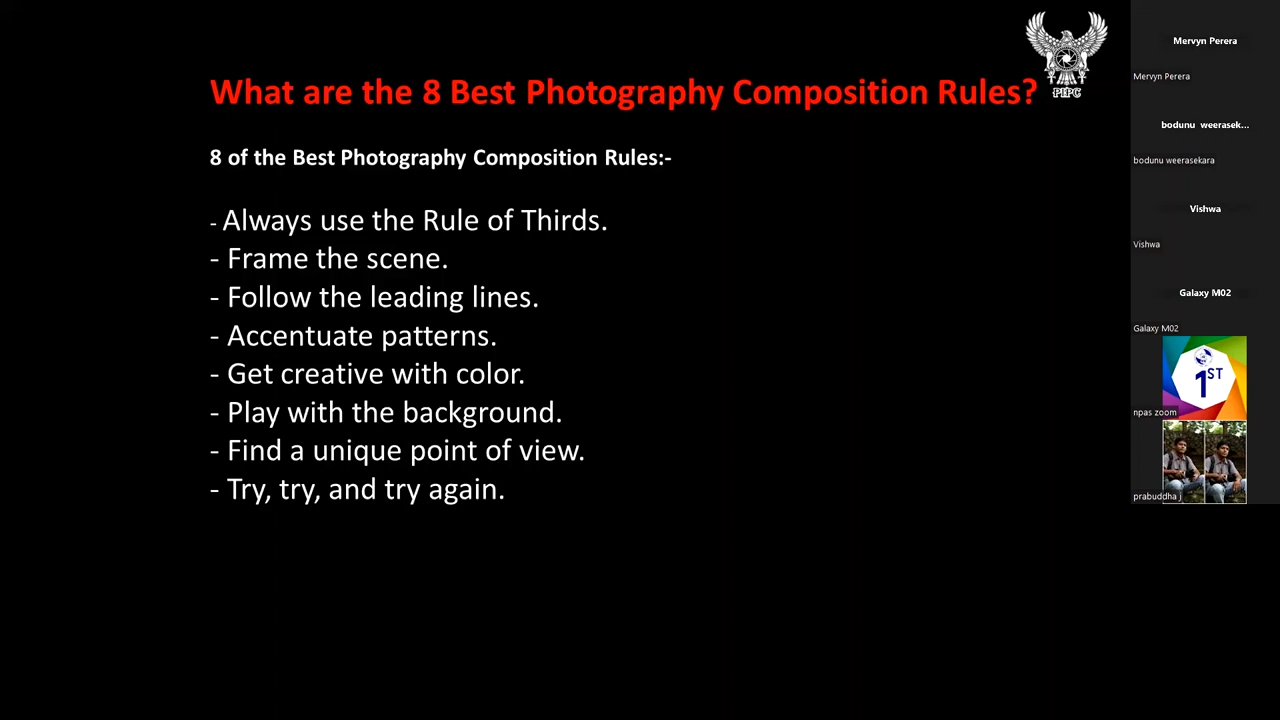 What are the 8 Best Photography Composition Rules?
PEPC
8 of the Best Photography Composition Rules:-
- Always use the Rule of Thirds.
- Frame the scene.
- Follow the leading lines.
- Accentuate patterns.
- Get creative with color.
- Play with the background.
- Find a unique point of view.
- Try, try, and try again.
Mervyn Perera
Mervyn Perera
bodunu weerasek...
bodunu weerasekara
Vishwa
Vishwa
Galaxy M02
Galaxy M02
1ST
npas zoom
prabuddha j